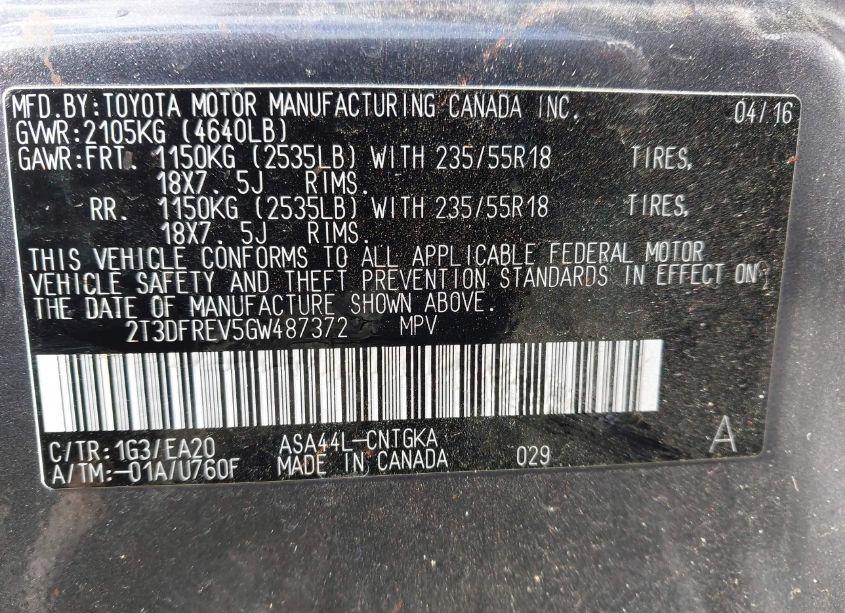 MFD.BY:TOYOTA MOTOR MANUFACTURING CANADA INC. 04/16
GVWR:2105KG (4640LB)
GAWR:FRT. 1150KG (2535LB) WITH 235/55R18 TIRES,
18X7. 5J RIMS.
RR. 1150KG (2535LB) WITH 235/55R18 TIRES,
18X7. 5J RIMS.
THIS VEHICLE CONFORMS TO ALL APPLICABLE FEDERAL MOTOR
VEHICLE SAFETY AND THEFT PREVENTION STANDARDS IN EFFECT ON
THE DATE OF MANUFACTURE SHOWN ABOVE.
2T3DFREV5GW487372 MPV
C/TR:1G3/EA20 ASA44L-CNTGKA A
A/TM:-01A/U760F MADE IN CANADA 029